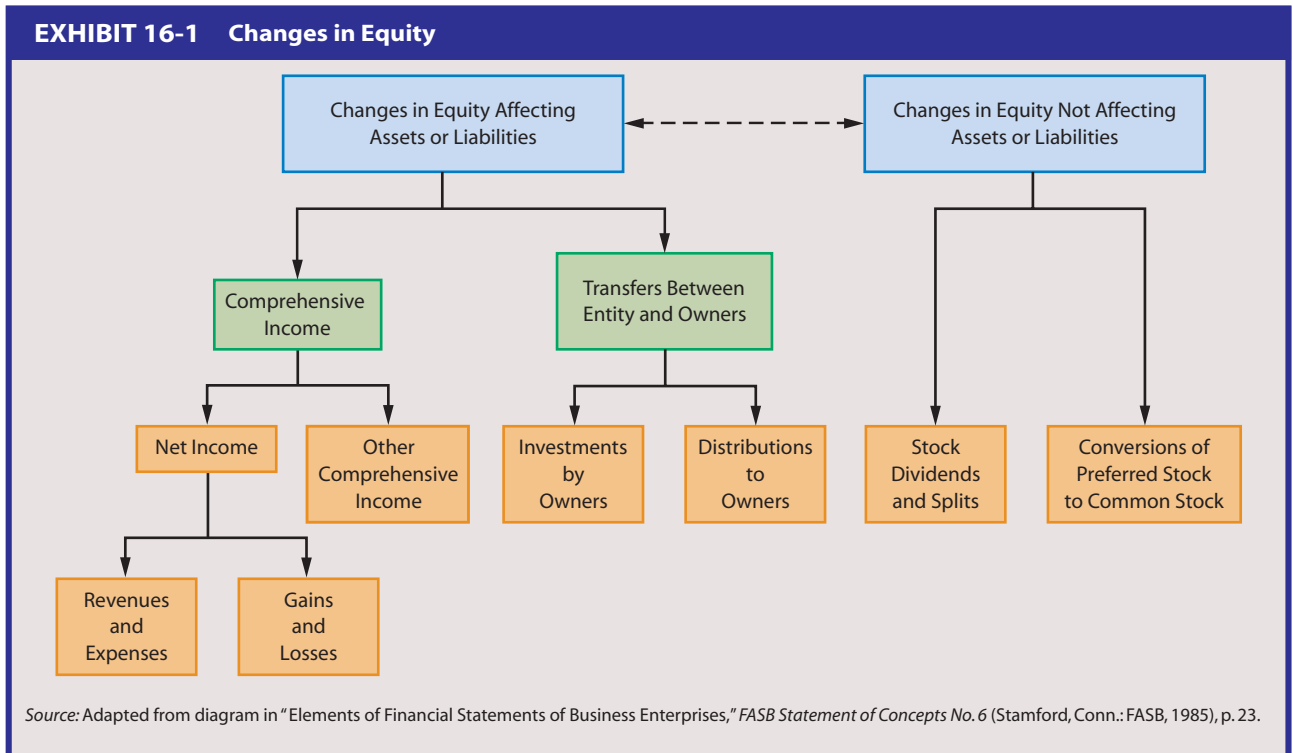 EXHIBIT 16-1 Changes in Equity
Changes in Equity Affecting
Assets or Liabilities
Changes in Equity Not Affecting
Assets or Liabilities
Comprehensive
Income
Transfers Between
Entity and Owners
Net Income
Other
Comprehensive
Income
Investments
by
Owners
Distributions
to
Owners
Stock
Dividends
and Splits
Conversions of
Preferred Stock
to Common Stock
Revenues
and
Expenses
Gains
and
Losses
Source: Adapted from diagram in “Elements of Financial Statements of Business Enterprises,” FASB Statement of Concepts No. 6 (Stamford, Conn.: FASB, 1985), p. 23.